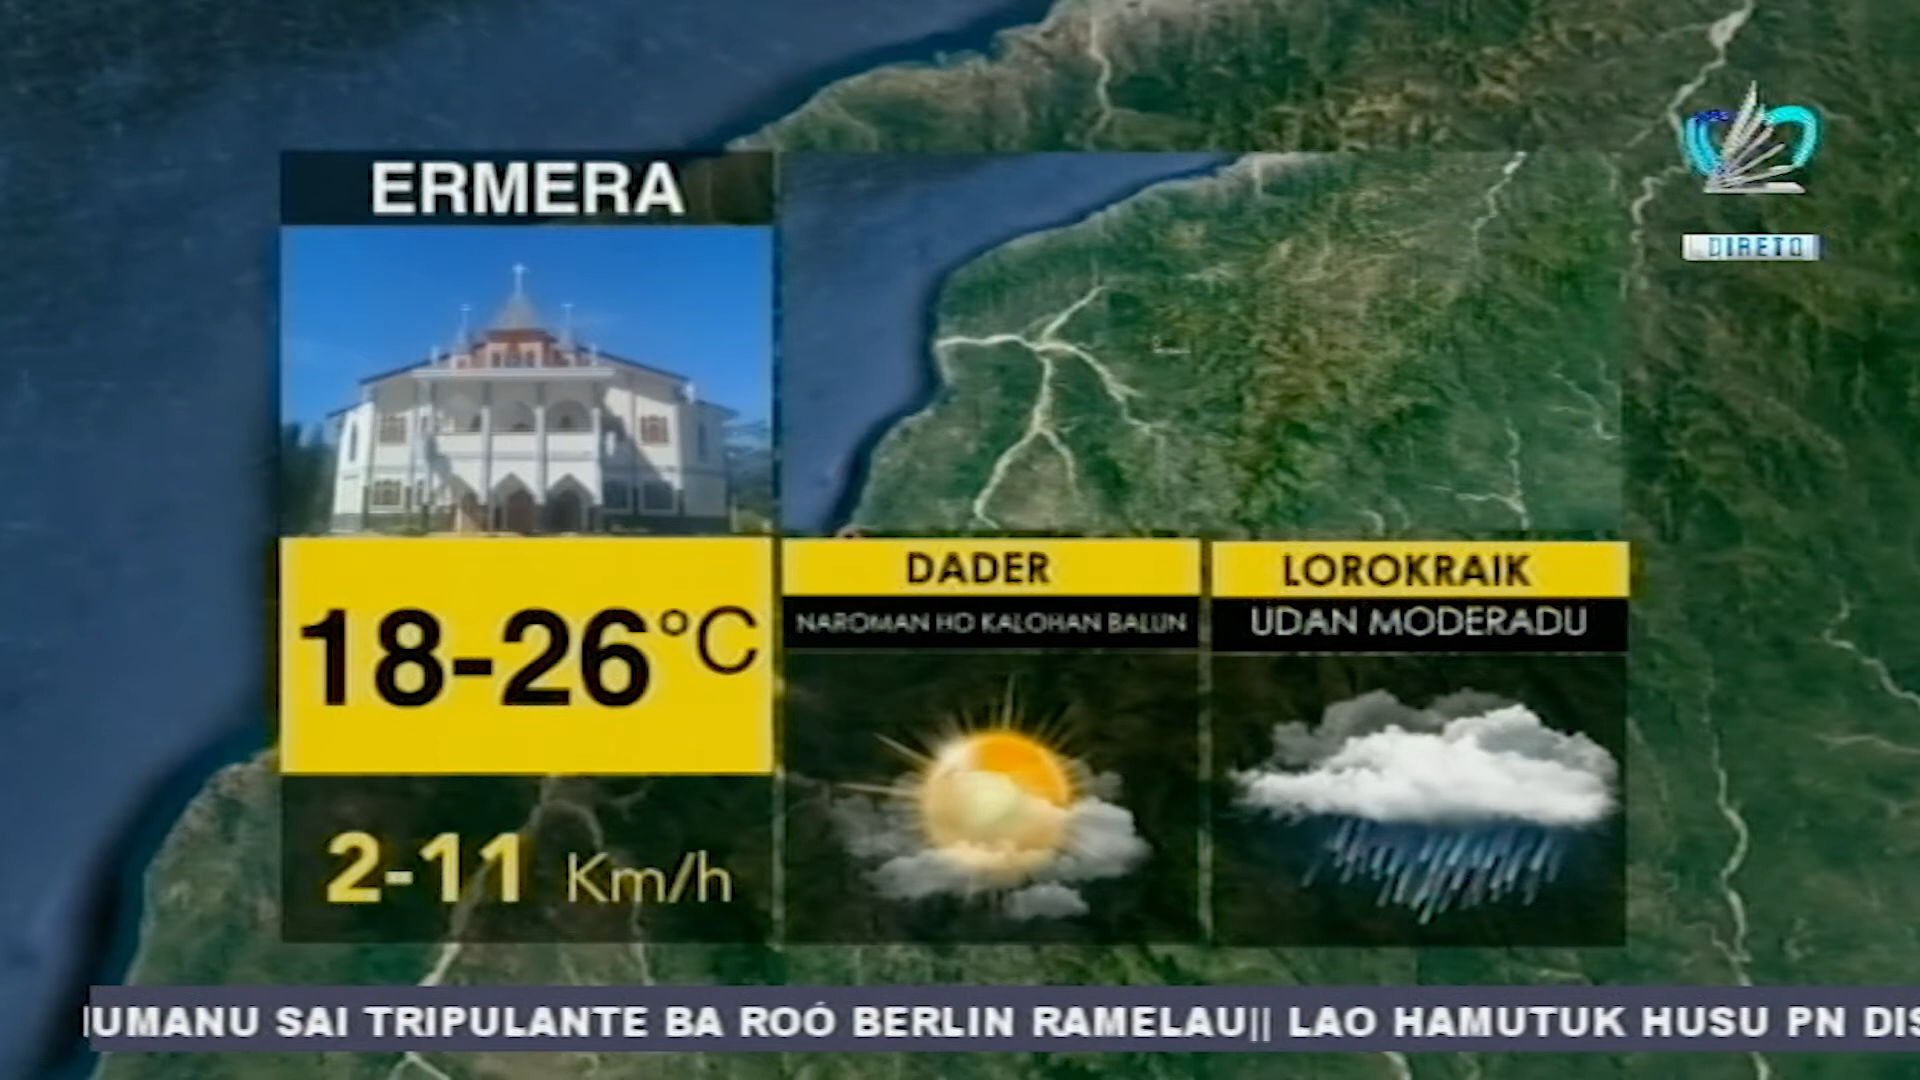 ERMERA
DIRETO
18-26°C
DADER
NAROMAN HO KALOHAN BALUN
LOROKRAIK
UDAN MODERADU
2-11 Km/h
UMANU SAI TRIPULANTE BA ROÓ BERLIN RAMELAU|| LAO HAMUTUK HUSU PN DIS